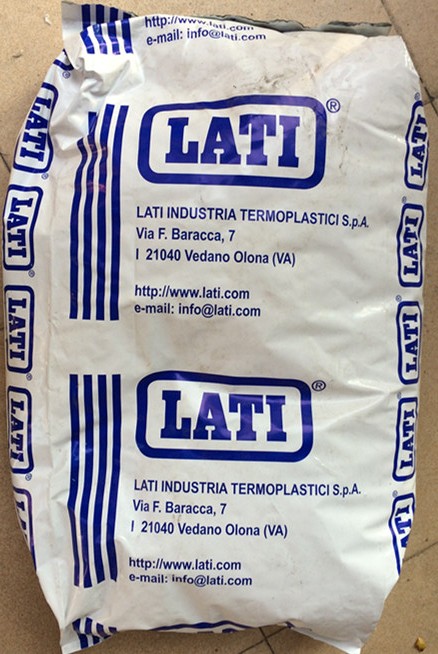 http://www.lati.com
e-mail: info@lati.com
LATI®
LATI INDUSTRIA TERMOPLASTICI S.p.A.
Via F. Baracca, 7
I 21040 Vedano Olona (VA)
http://www.lati.com
e-mail: info@lati.com
LATI®
LATI INDUSTRIA TERMOPLASTICI S.p.A.
Via F. Baracca, 7
I 21040 Vedano Olona (VA)
http://www.lati.com
e-mail: info@lati.com
LATI®
LATI®
LATI®
LATI®
LATI
LATI®
LATI®
LATI®
LATI®
LATI